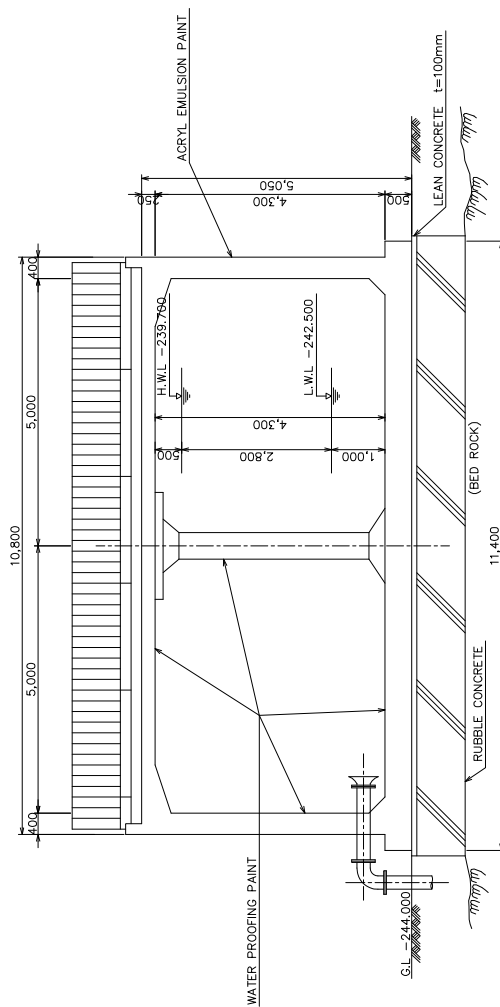 10,800
400
5,000
5,000
400
250
4,300
500
5,050
ACRYL EMULSION PAINT
H.W.L -239.700
L.W.L -242.500
500
2,800
1,000
4,300
WATER PROOFING PAINT
G.L -244.000
LEAN CONCRETE t=100mm
(BED ROCK)
RUBBLE CONCRETE
11,400